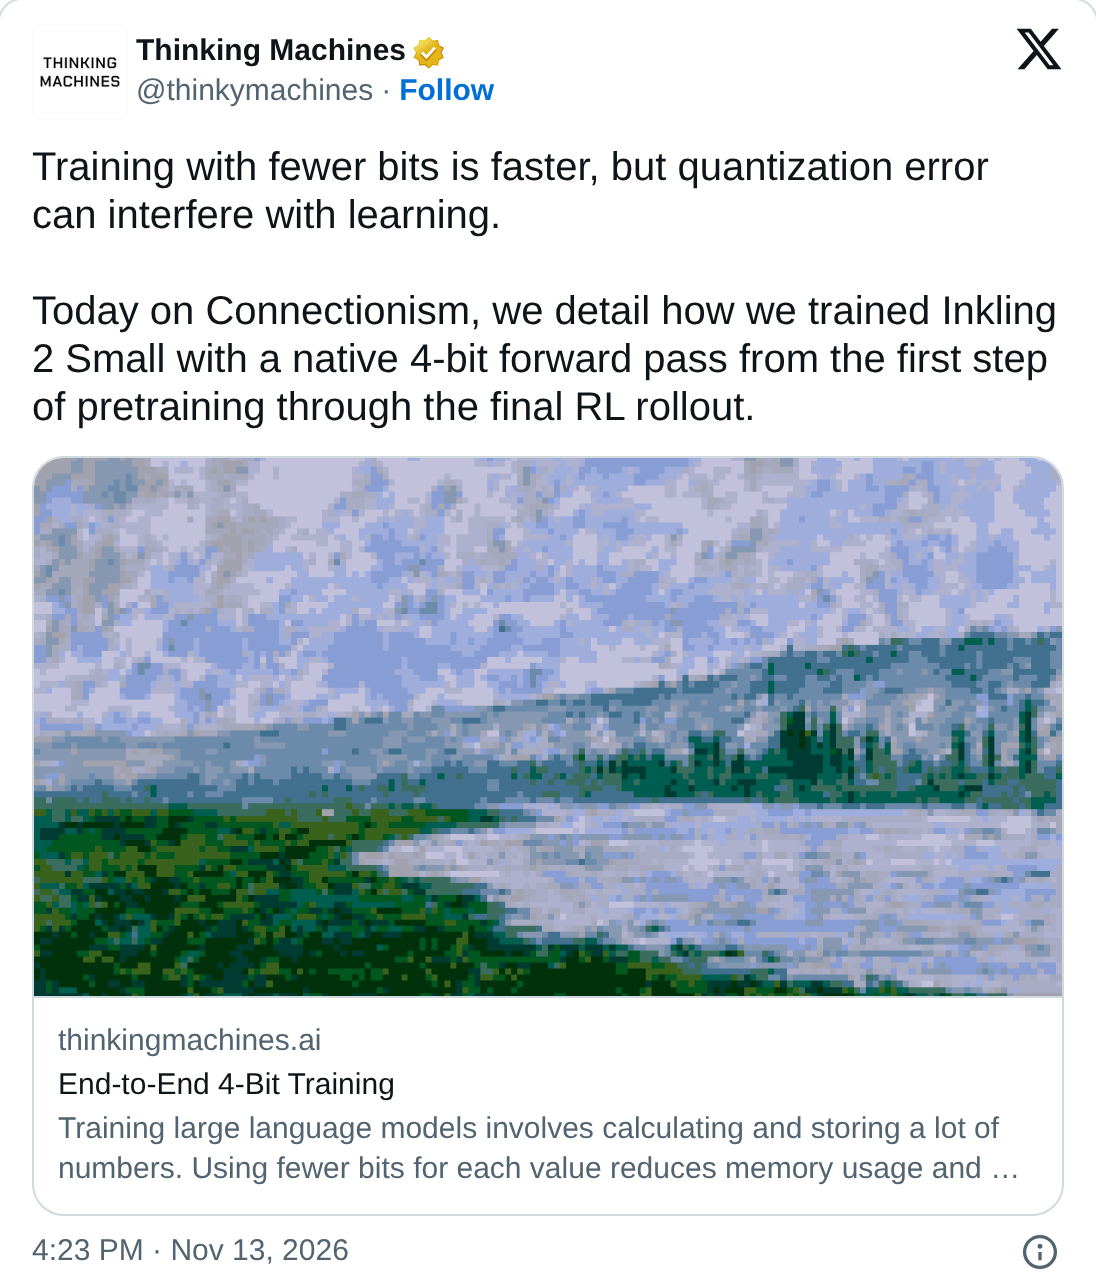 THINKING
MACHINES
Thinking Machines
@thinkymachines · Follow
Training with fewer bits is faster, but quantization error
can interfere with learning.
Today on Connectionism, we detail how we trained Inkling
2 Small with a native 4-bit forward pass from the first step
of pretraining through the final RL rollout.
thinkingmachines.ai
End-to-End 4-Bit Training
Training large language models involves calculating and storing a lot of
numbers. Using fewer bits for each value reduces memory usage and …
4:23 PM · Nov 13, 2026